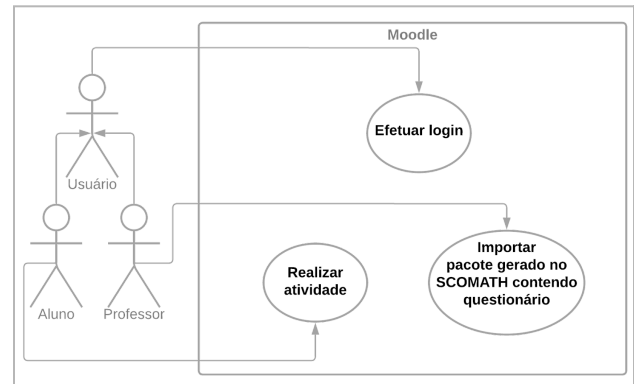 Moodle
Efetuar login
Usuário
Importar
pacote gerado no
SCOMATH contendo
questionário
Realizar
atividade
Aluno
Professor